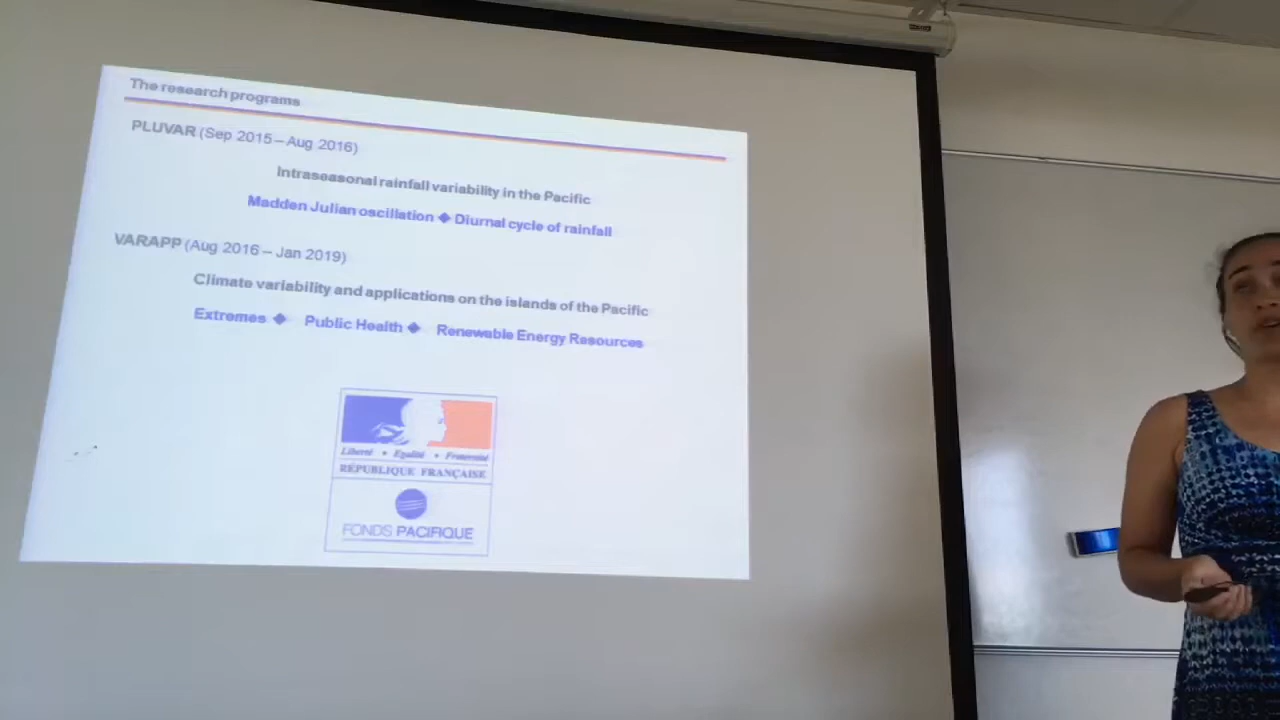 The research programs
PLUVAR (Sep 2015 – Aug 2016)
Intraseasonal rainfall variability in the Pacific
Madden Julian oscillation ◆ Diurnal cycle of rainfall
VARAPP (Aug 2016 – Jan 2019)
Climate variability and applications on the islands of the Pacific
Extremes ◆ Public Health ◆ Renewable Energy Resources
Liberté • Egalité • Fraternité
RÉPUBLIQUE FRANÇAISE
FONDS PACIFIQUE